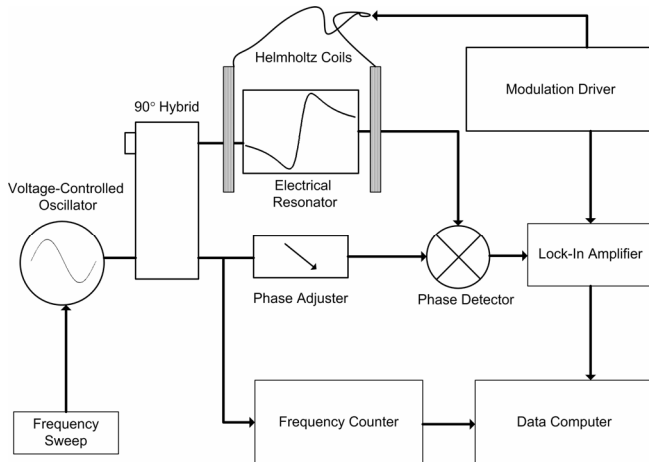 Helmholtz Coils
Modulation Driver
90° Hybrid
Electrical
Resonator
Voltage-Controlled
Oscillator
Lock-In Amplifier
Phase Adjuster
Phase Detector
Frequency
Sweep
Frequency Counter
Data Computer